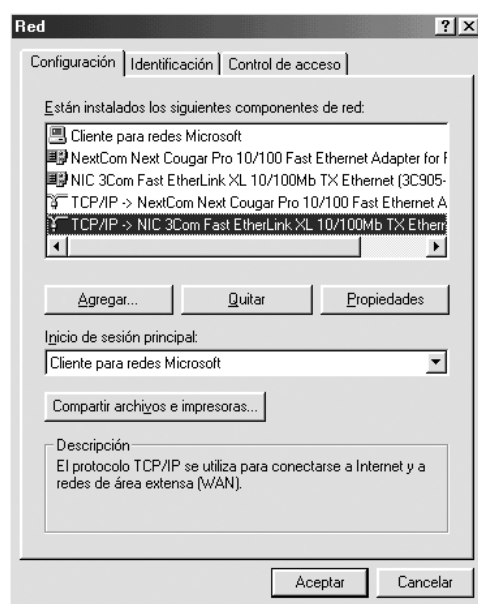 Red
Configuración Identificación Control de acceso
Están instalados los siguientes componentes de red:
Cliente para redes Microsoft
NextCom Next Cougar Pro 10/100 Fast Ethernet Adapter for
NIC 3Com Fast EtherLink XL 10/100Mb TX Ethernet (3C905-
TCP/IP -> NextCom Next Cougar Pro 10/100 Fast Ethernet A
TCP/IP -> NIC 3Com Fast EtherLink XL 10/100Mb TX Ethern
Agregar... Quitar Propiedades
Inicio de sesión principal:
Cliente para redes Microsoft
Compartir archivos e impresoras...
Descripción
El protocolo TCP/IP se utiliza para conectarse a Internet y a
redes de área extensa (WAN).
Aceptar Cancelar